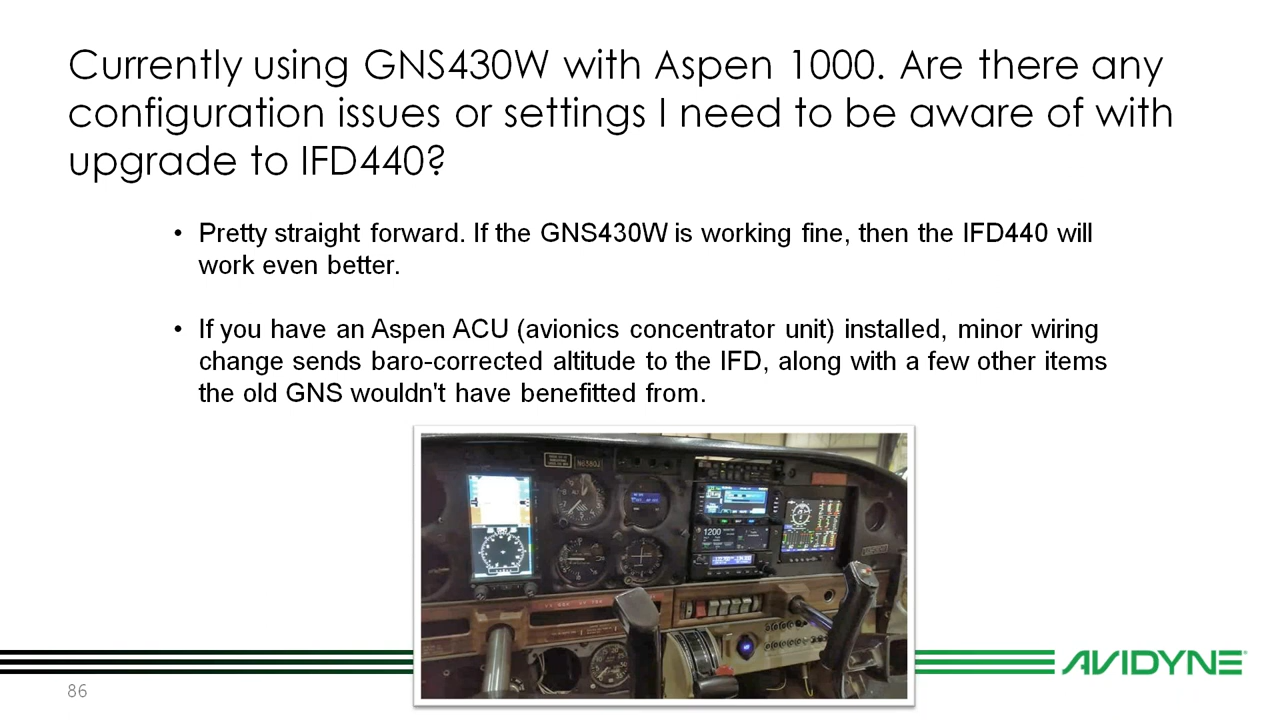 Currently using GNS430W with Aspen 1000. Are there any
configuration issues or settings I need to be aware of with
upgrade to IFD440?
• Pretty straight forward. If the GNS430W is working fine, then the IFD440 will
work even better.
• If you have an Aspen ACU (avionics concentrator unit) installed, minor wiring
change sends baro-corrected altitude to the IFD, along with a few other items
the old GNS wouldn't have benefitted from.
1200
86
AVIDYNE